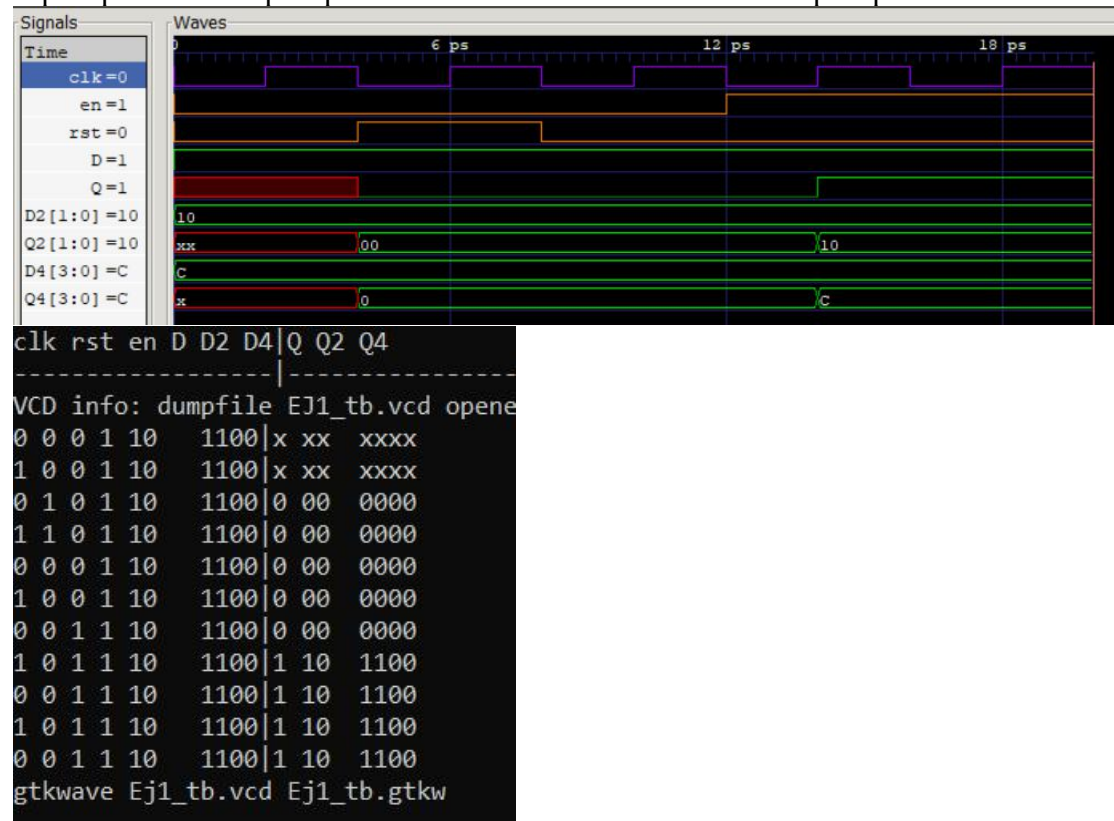 Signals Waves
Time 0 6 ps 12 ps 18 ps
clk=0
en=1
rst=0
D=1
Q=1
D2[1:0]=10 10
Q2[1:0]=10 xx 00 10
D4[3:0]=C C
Q4[3:0]=C x 0 C
clk rst en D D2 D4|Q Q2 Q4
------------------|----------------
VCD info: dumpfile EJ1_tb.vcd opene
0 0 0 1 10   1100|x xx  xxxx
1 0 0 1 10   1100|x xx  xxxx
0 1 0 1 10   1100|0 00  0000
1 1 0 1 10   1100|0 00  0000
0 0 0 1 10   1100|0 00  0000
1 0 0 1 10   1100|0 00  0000
0 0 1 1 10   1100|0 00  0000
1 0 1 1 10   1100|1 10  1100
0 0 1 1 10   1100|1 10  1100
1 0 1 1 10   1100|1 10  1100
0 0 1 1 10   1100|1 10  1100
gtkwave Ej1_tb.vcd Ej1_tb.gtkw